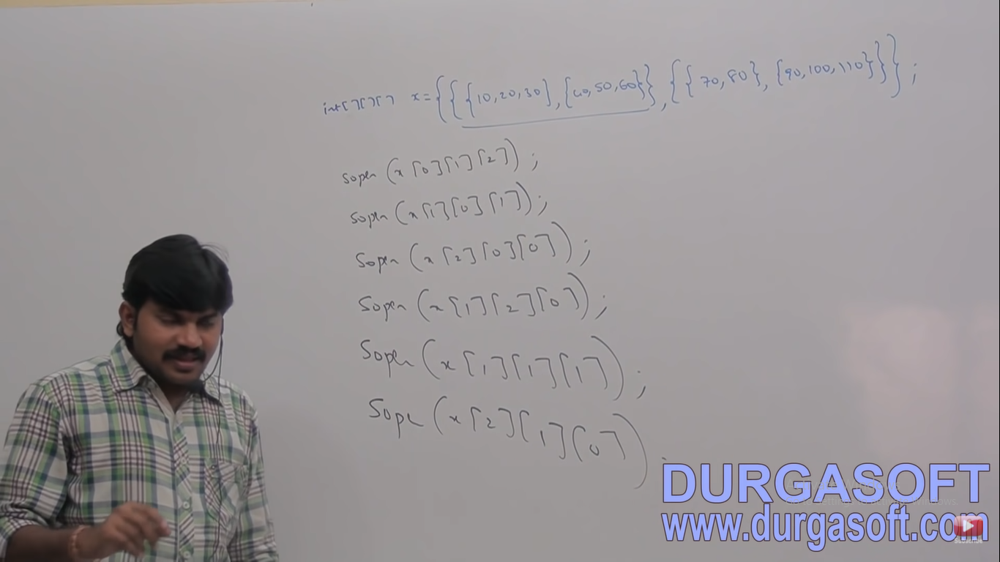 int[][][] x={{{10,20,30},{40,50,60}},{{70,80},{90,100,110}}};
Sopln(x[0][1][2]);
Sopln(x[1][0][1]);
Sopln(x[2][0][0]);
Sopln(x[1][2][0]);
Sopln(x[1][1][1]);
Sopln(x[2][1][0])
DURGASOFT
www.durgasoft.com